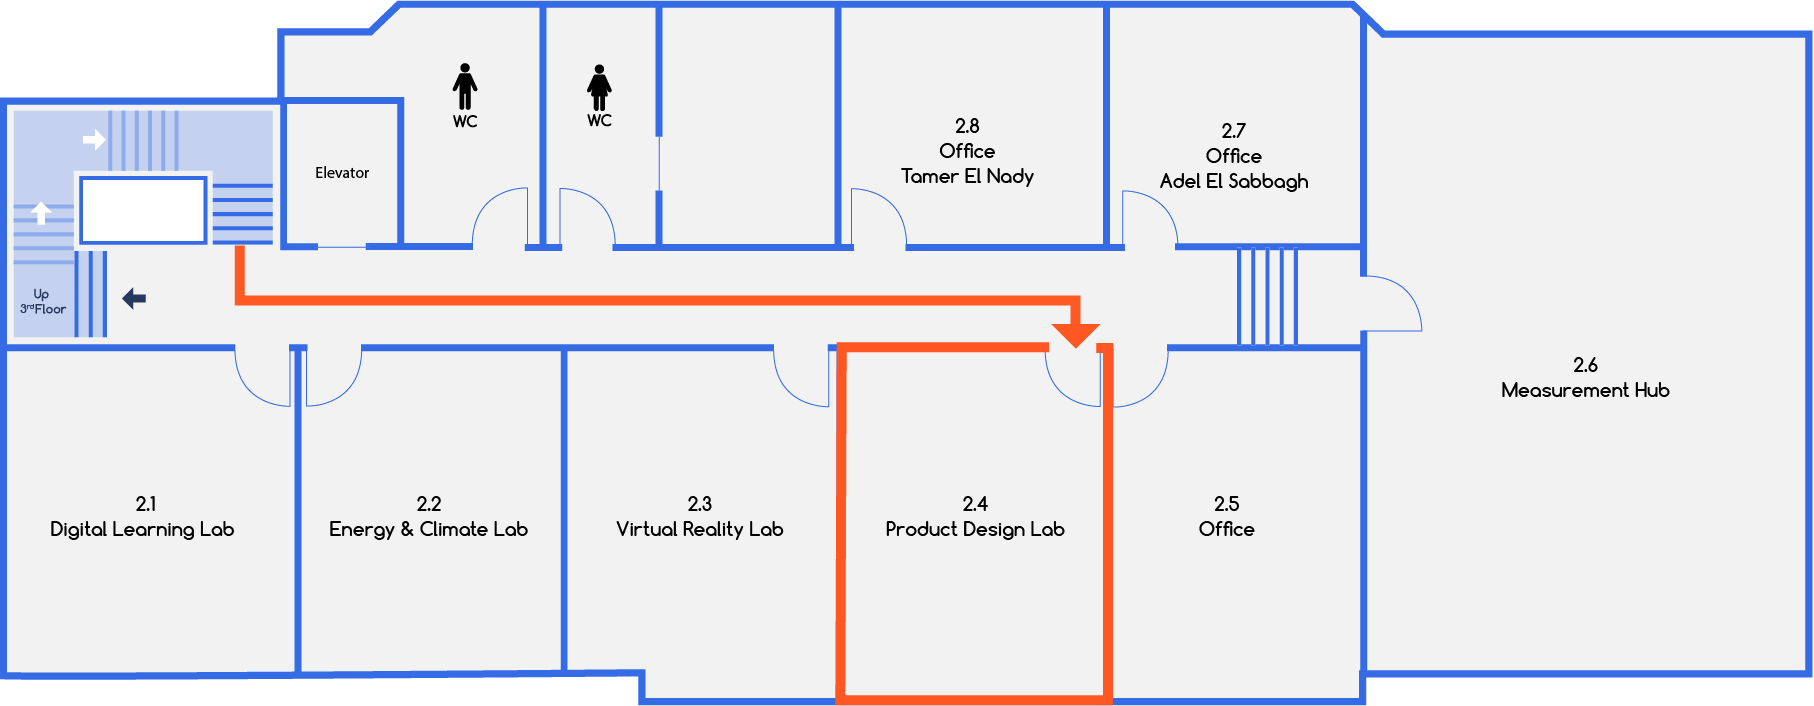 WC
WC
2.8
Office
Tamer El Nady
2.7
Office
Adel El Sabbagh
Elevator
Up
3rdFloor
2.6
Measurement Hub
2.1
Digital Learning Lab
2.2
Energy & Climate Lab
2.3
Virtual Reality Lab
2.4
Product Design Lab
2.5
Office